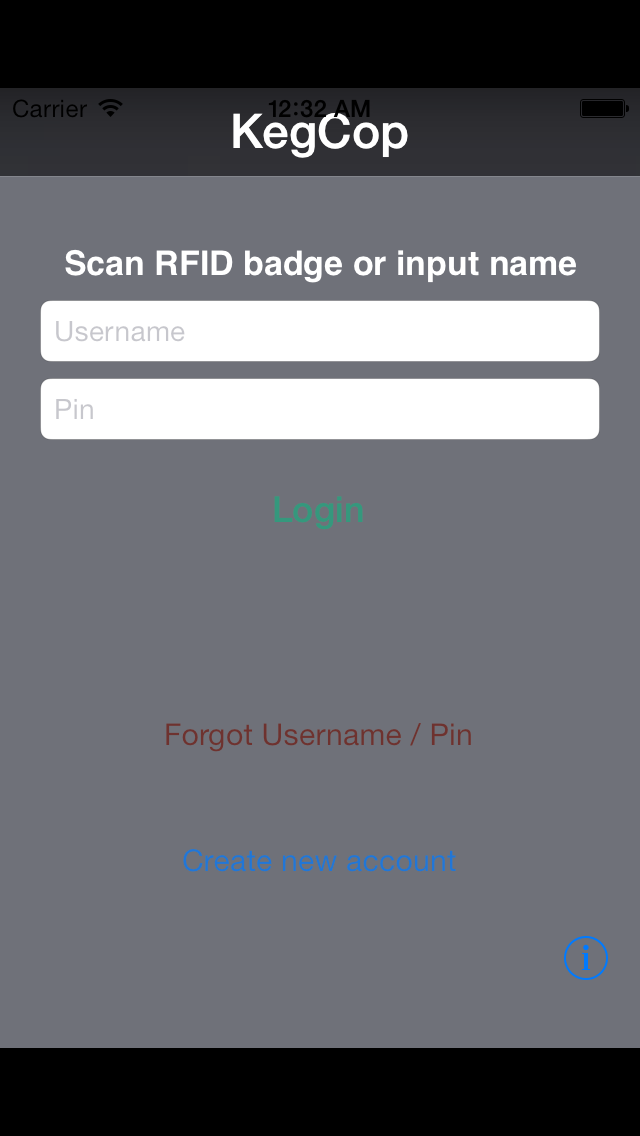 Carrier 12:32 AM
KegCop
Scan RFID badge or input name
Username
Pin
Login
Forgot Username / Pin
Create new account
i